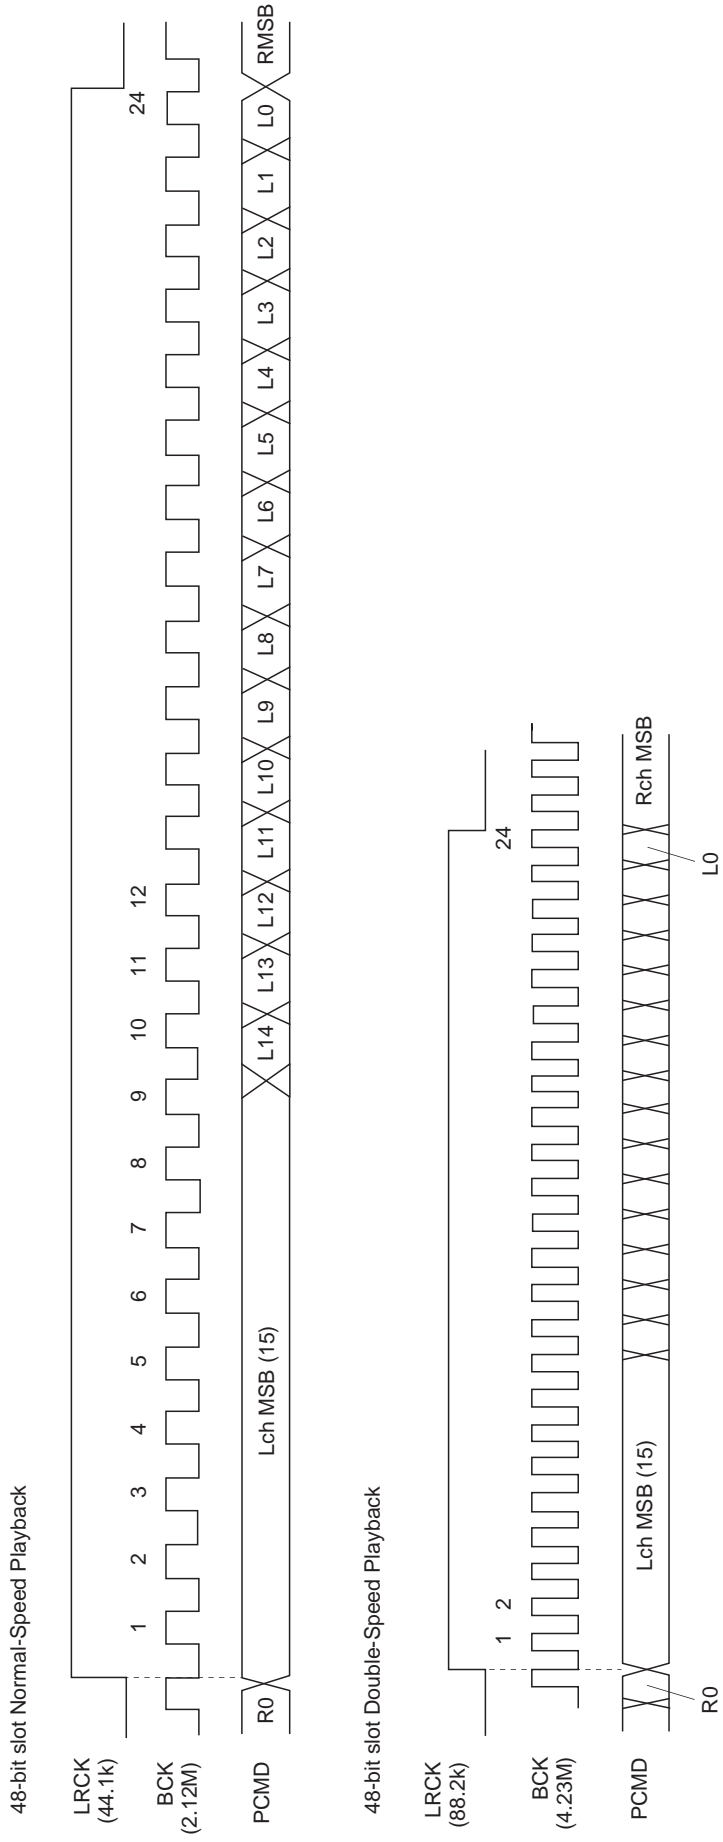 48-bit slot Normal-Speed Playback
LRCK
(44.1k)
1 2 3 4 5 6 7 8 9 10 11 12 24
BCK
(2.12M)
PCMD
R0 Lch MSB (15) L14 L13 L12 L11 L10 L9 L8 L7 L6 L5 L4 L3 L2 L1 L0 RMSB
48-bit slot Double-Speed Playback
LRCK
(88.2k)
1 2 24
BCK
(4.23M)
PCMD
Lch MSB (15) Rch MSB
R0 L0